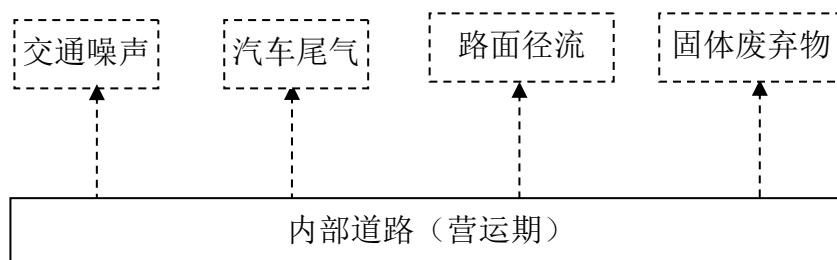 交通噪声
汽车尾气
路面径流
固体废弃物
内部道路（营运期）